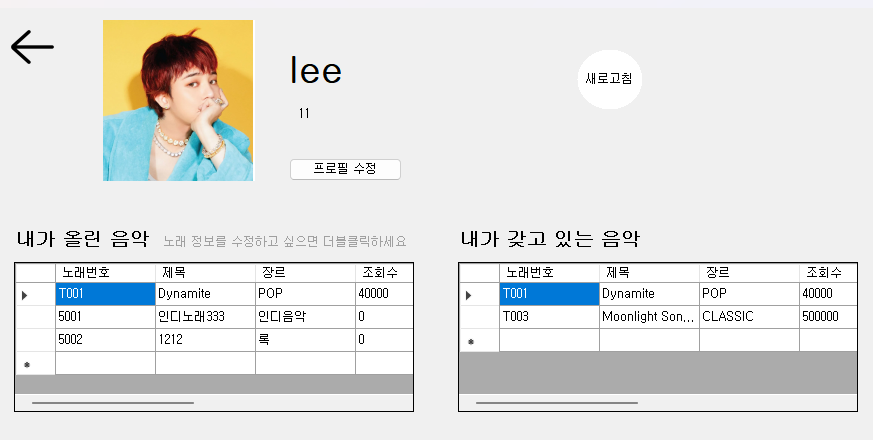 lee
새로고침
11
프로필 수정
내가 올린 음악 노래 정보를 수정하고 싶으면 더블클릭하세요
노래번호 제목 장르 조회수
T001 Dynamite POP 40000
5001 인디노래333 인디음악 0
5002 1212 록 0
내가 갖고 있는 음악
노래번호 제목 장르 조회수
T001 Dynamite POP 40000
T003 Moonlight Son... CLASSIC 500000